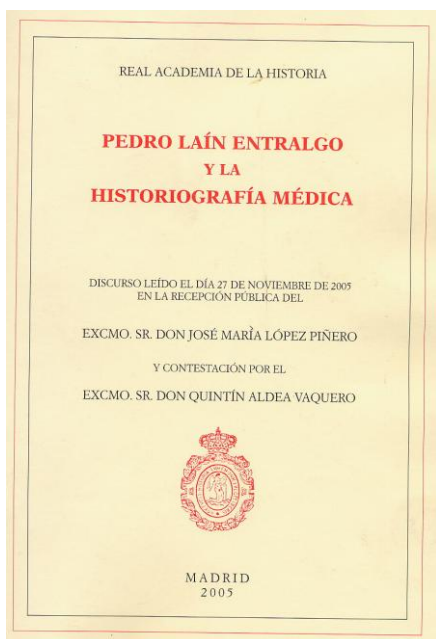 REAL ACADEMIA DE LA HISTORIA
PEDRO LAÍN ENTRALGO
Y LA
HISTORIOGRAFÍA MÉDICA
DISCURSO LEÍDO EL DÍA 27 DE NOVIEMBRE DE 2005
EN LA RECEPCIÓN PÚBLICA DEL
EXCMO. SR. DON JOSÉ MARÍA LÓPEZ PIÑERO
Y CONTESTACIÓN POR EL
EXCMO. SR. DON QUINTÍN ALDEA VAQUERO
MADRID
2005